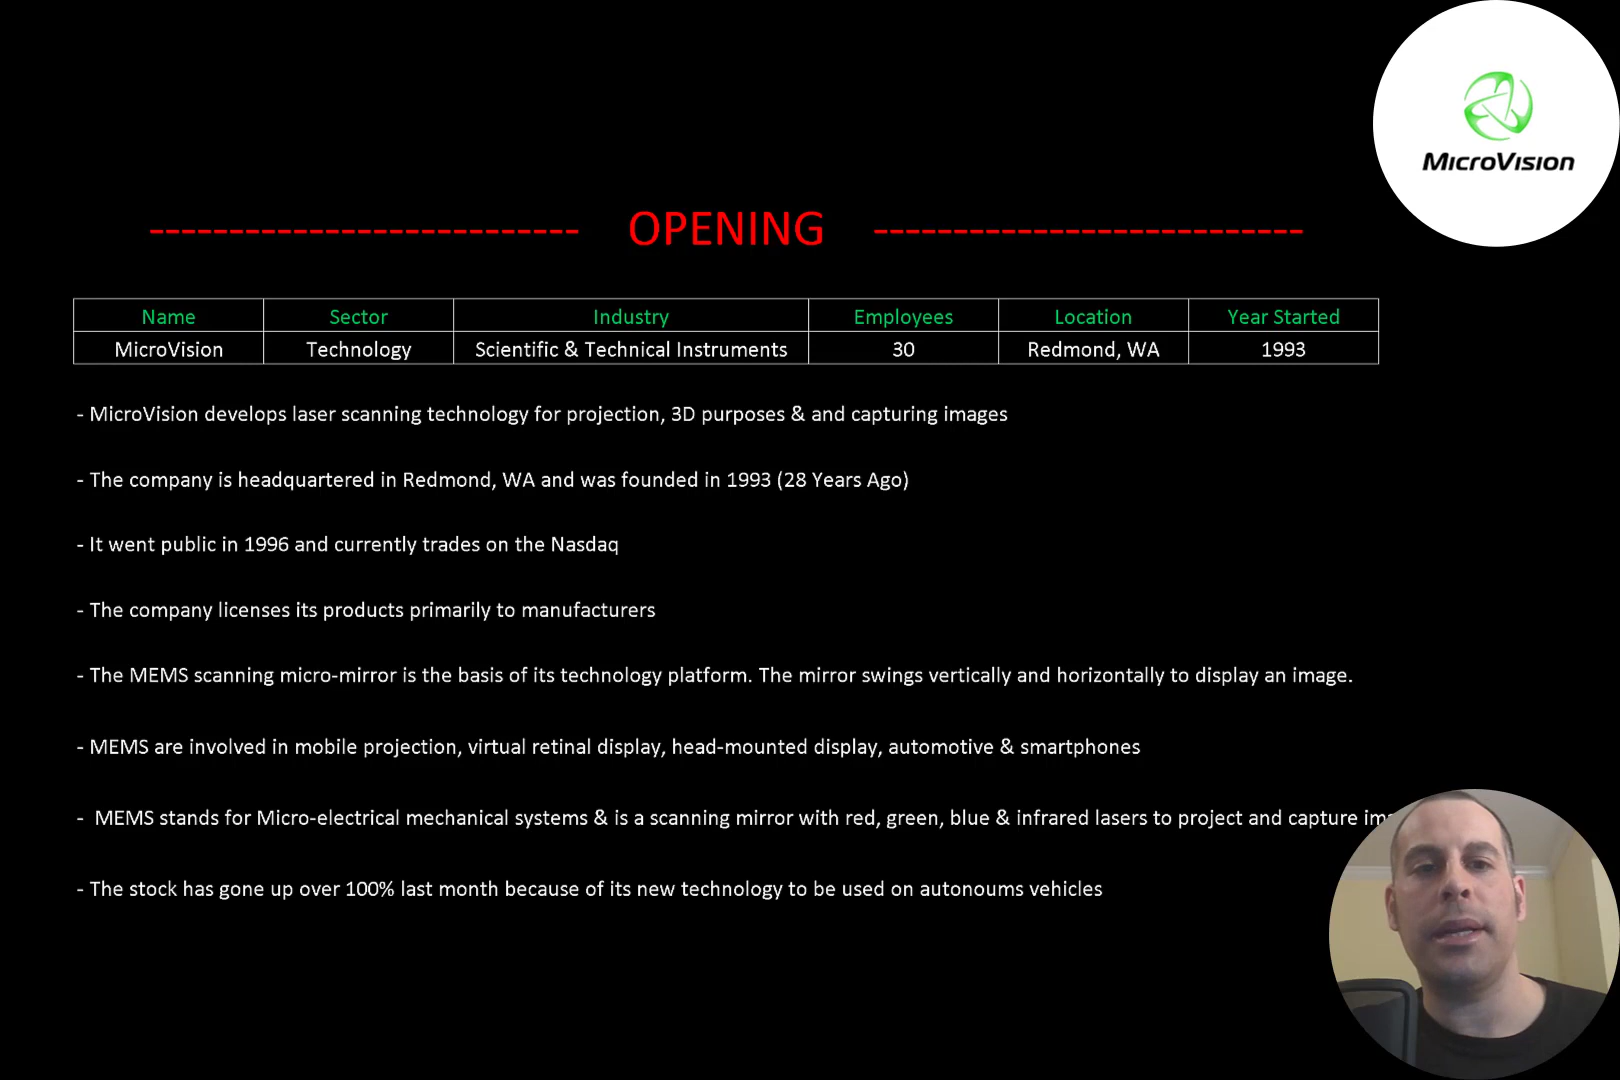 MicroVision
--------------------------- OPENING ---------------------------
Name Sector Industry Employees Location Year Started
MicroVision Technology Scientific & Technical Instruments 30 Redmond, WA 1993
- MicroVision develops laser scanning technology for projection, 3D purposes & and capturing images
- The company is headquartered in Redmond, WA and was founded in 1993 (28 Years Ago)
- It went public in 1996 and currently trades on the Nasdaq
- The company licenses its products primarily to manufacturers
- The MEMS scanning micro-mirror is the basis of its technology platform. The mirror swings vertically and horizontally to display an image.
- MEMS are involved in mobile projection, virtual retinal display, head-mounted display, automotive & smartphones
- MEMS stands for Micro-electrical mechanical systems & is a scanning mirror with red, green, blue & infrared lasers to project and capture
- The stock has gone up over 100% last month because of its new technology to be used on autonoums vehicles